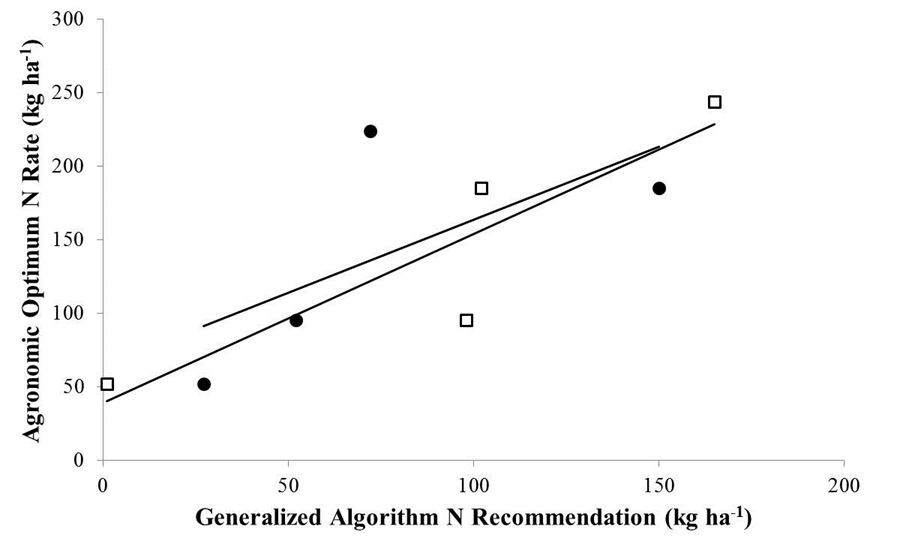 300
250
200
150
100
50
0
0 50 100 150 200
Agronomic Optimum N Rate (kg ha⁻¹)
Generalized Algorithm N Recommendation (kg ha⁻¹)